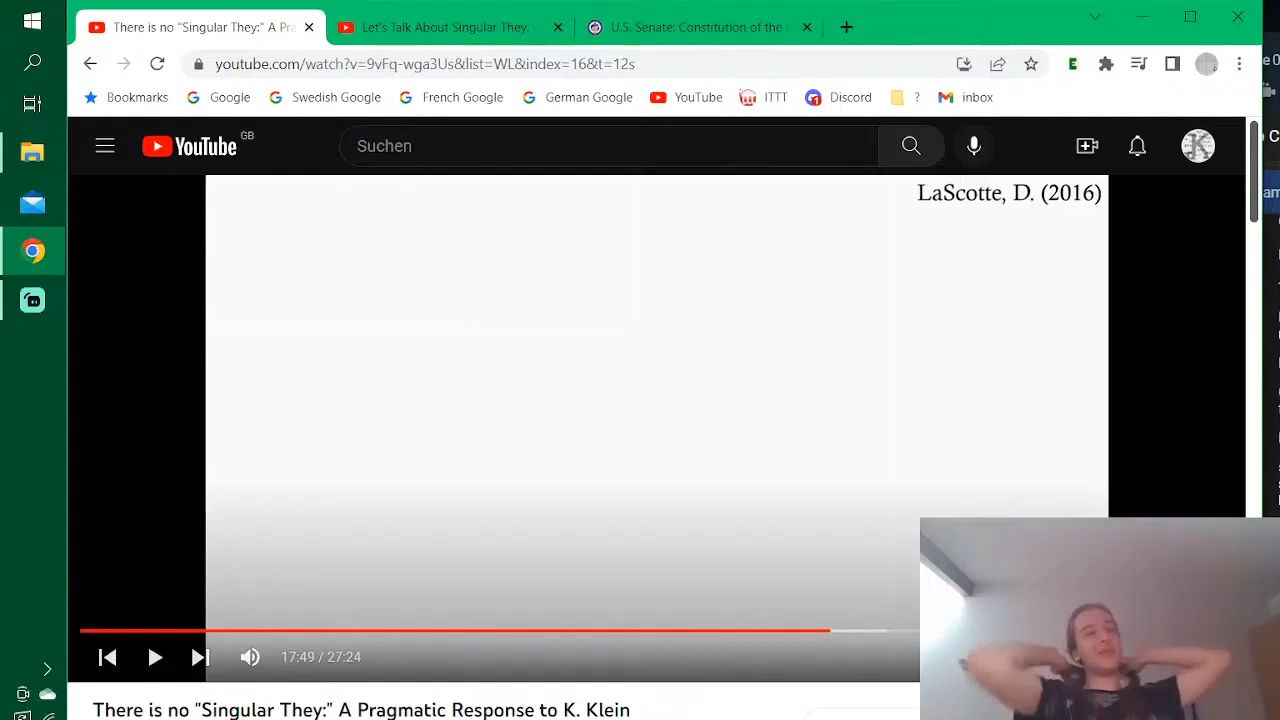 There is no "Singular They:" A Pra
Let's Talk About Singular They.
U.S. Senate: Constitution of the
youtube.com/watch?v=9vFq-wga3Us&list=WL&index=16&t=12s
Bookmarks Google Swedish Google French Google German Google YouTube ITTT Discord ? inbox
YouTube GB
Suchen
LaScotte, D. (2016)
17:49 / 27:24
There is no "Singular They:" A Pragmatic Response to K. Klein